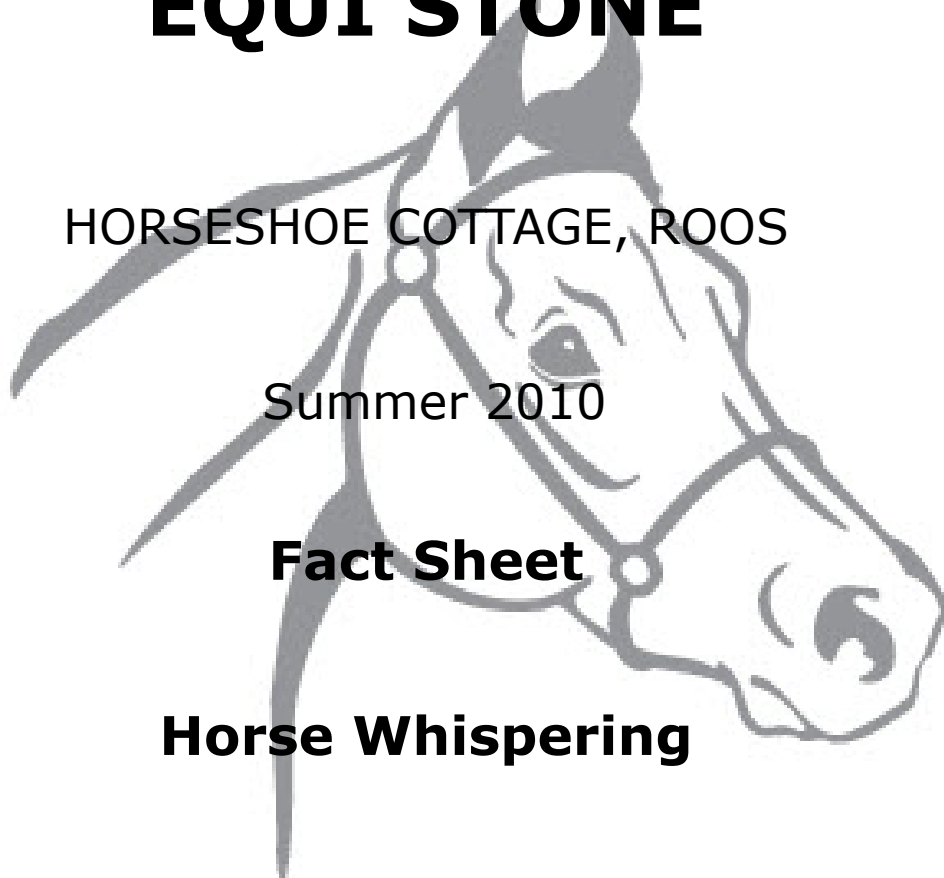 EQUI STONE
HORSESHOE COTTAGE, ROOS
Summer 2010
Fact Sheet
Horse Whispering